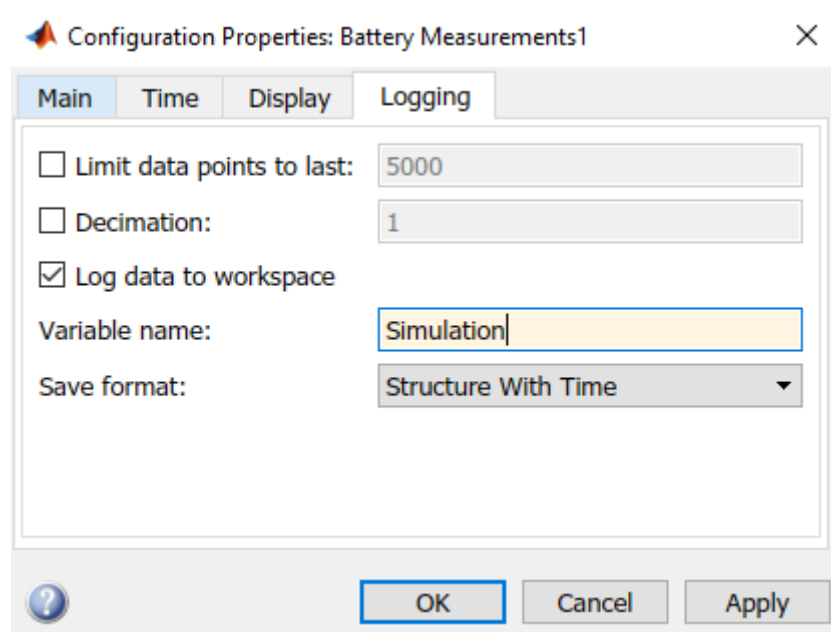 Configuration Properties: Battery Measurements1
Main Time Display Logging
Limit data points to last: 5000
Decimation: 1
Log data to workspace
Variable name: Simulation
Save format: Structure With Time
?
OK Cancel Apply